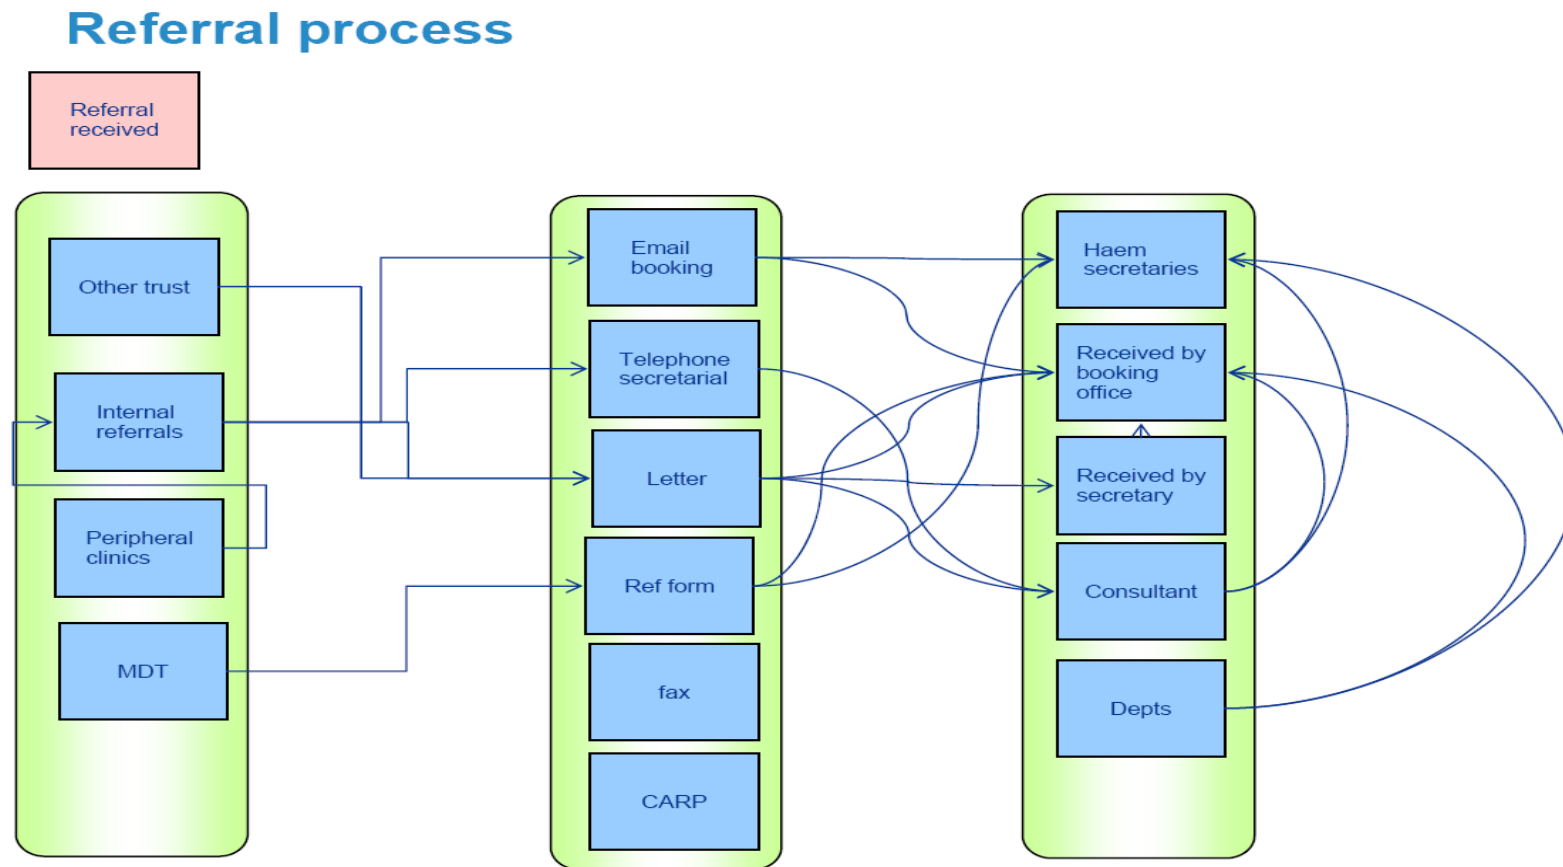 Referral process
Referral
received
Other trust
Internal
referrals
Peripheral
clinics
MDT
Email
booking
Telephone
secretarial
Letter
Ref form
fax
CARP
Haem
secretaries
Received by
booking
office
Received by
secretary
Consultant
Depts